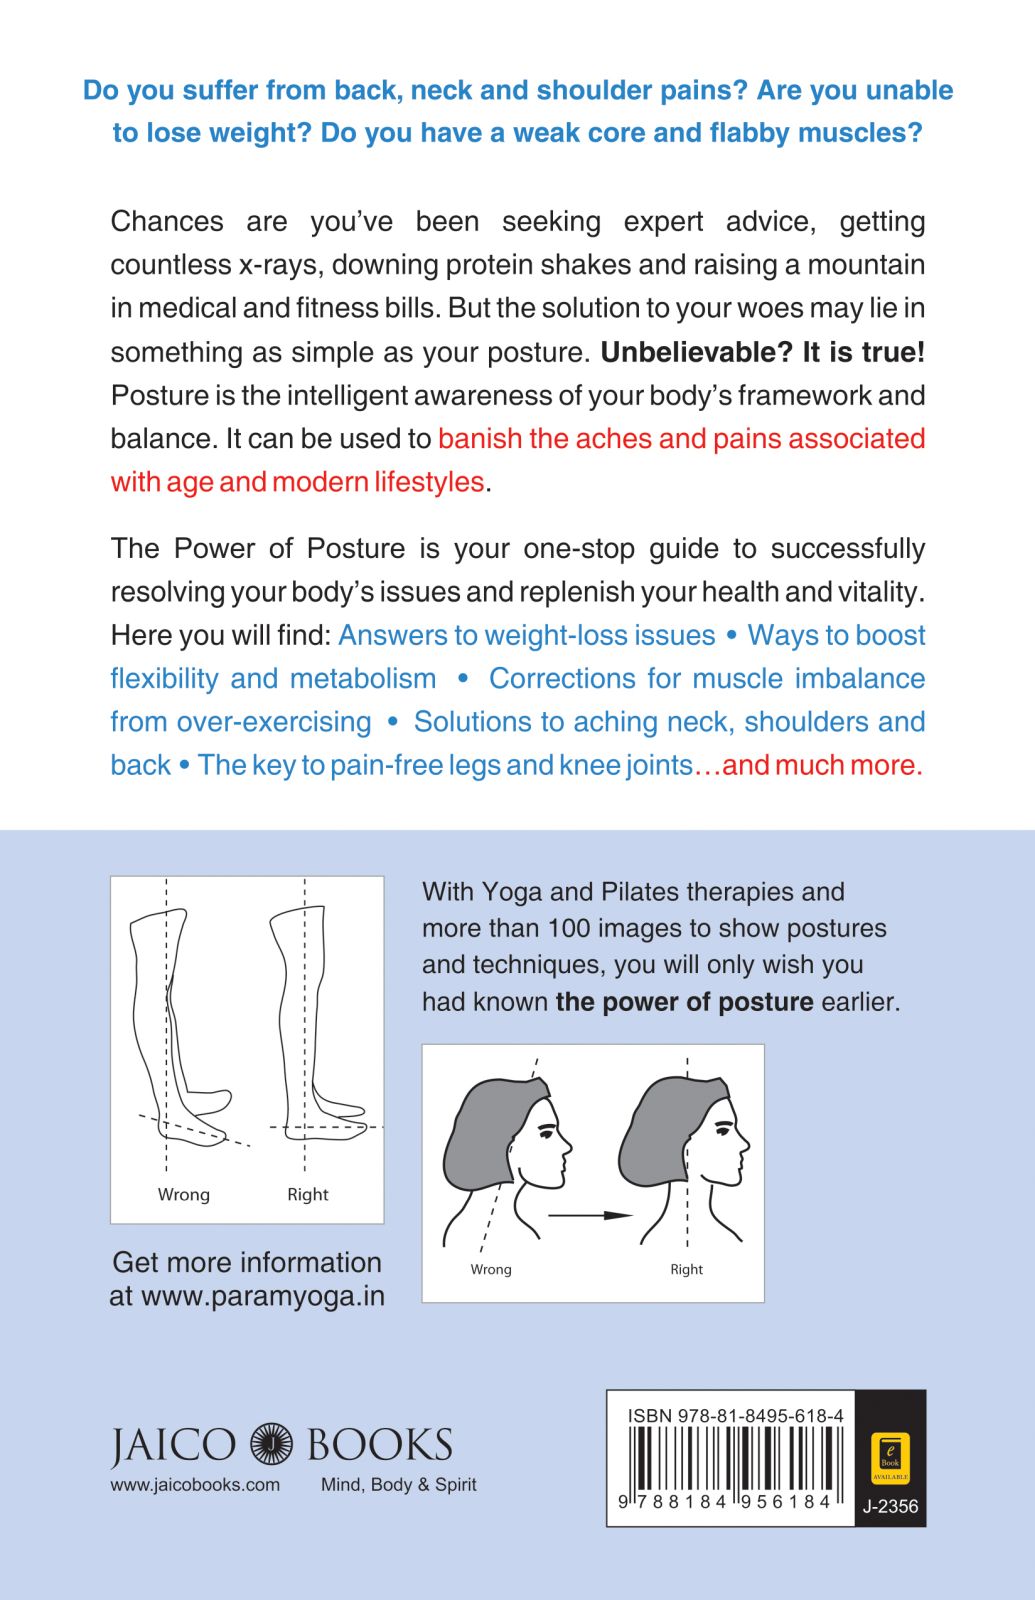 Do you suffer from back, neck and shoulder pains? Are you unable
to lose weight? Do you have a weak core and flabby muscles?
Chances are you've been seeking expert advice, getting
countless x-rays, downing protein shakes and raising a mountain
in medical and fitness bills. But the solution to your woes may lie in
something as simple as your posture. Unbelievable? It is true!
Posture is the intelligent awareness of your body's framework and
balance. It can be used to banish the aches and pains associated
with age and modern lifestyles.
The Power of Posture is your one-stop guide to successfully
resolving your body's issues and replenish your health and vitality.
Here you will find: Answers to weight-loss issues • Ways to boost
flexibility and metabolism • Corrections for muscle imbalance
from over-exercising • Solutions to aching neck, shoulders and
back • The key to pain-free legs and knee joints…and much more.
With Yoga and Pilates therapies and
more than 100 images to show postures
and techniques, you will only wish you
had known the power of posture earlier.
Wrong Right
Wrong Right
Get more information
at www.paramyoga.in
JAICO J BOOKS
www.jaicobooks.com Mind, Body & Spirit
ISBN 978-81-8495-618-4
9 788184 956184
e
Book
AVAILABLE
J-2356